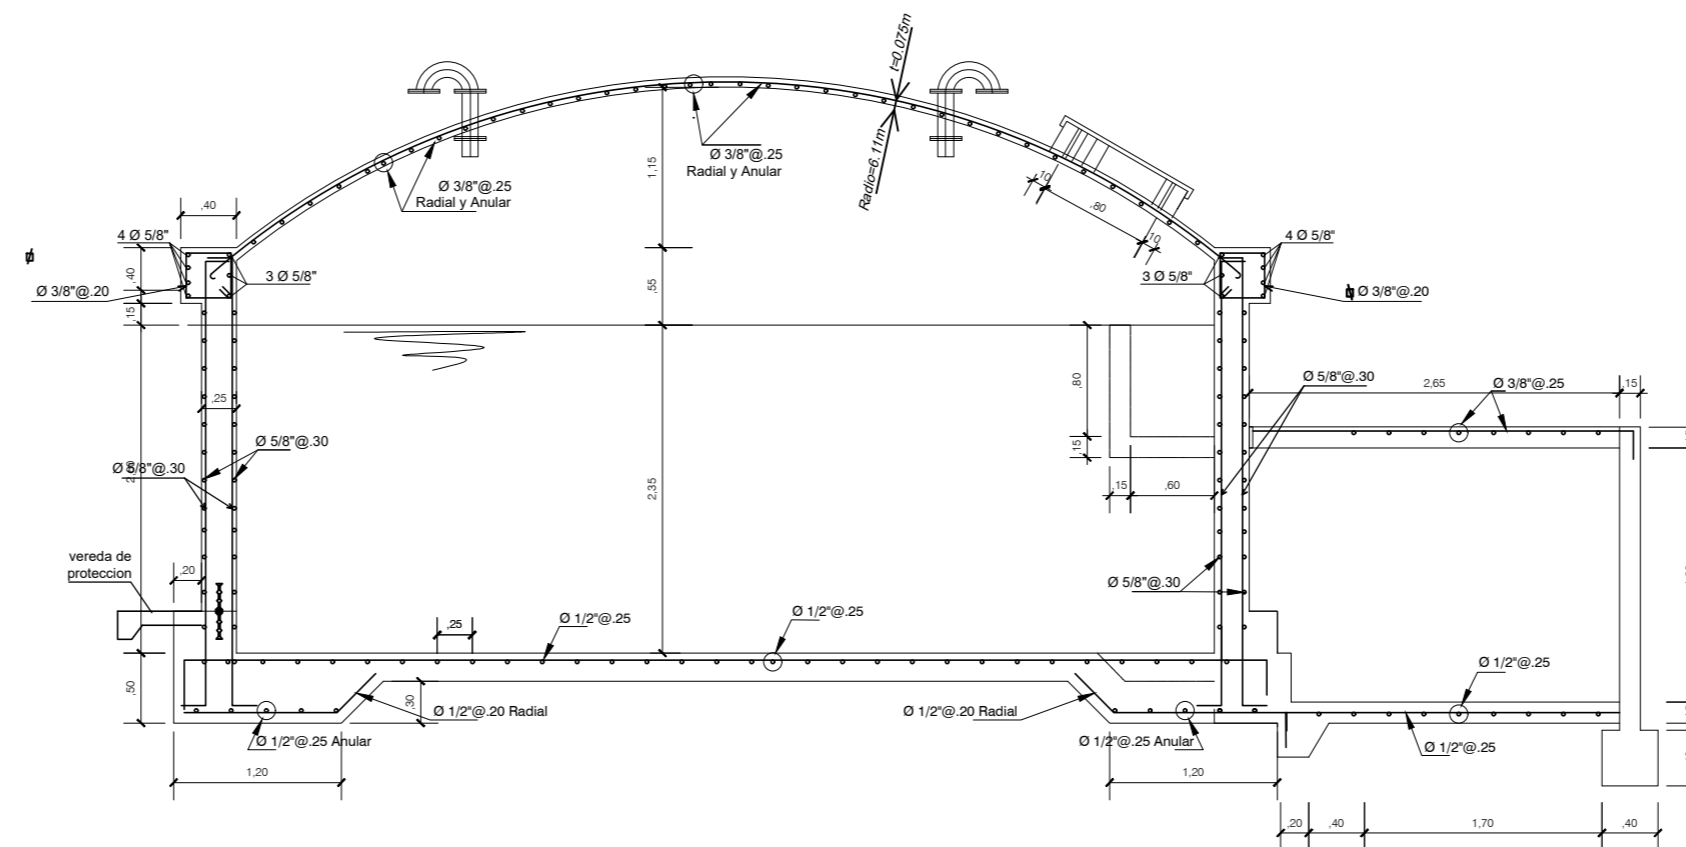 t=0.075m
Radio=6.11m
Ø 3/8"@.25
Radial y Anular
Ø 3/8"@.25
Radial y Anular
1,15
,10
,80
,10
,40
4 Ø 5/8"
4 Ø 5/8"
,40
3 Ø 5/8"
3 Ø 5/8"
Ø 3/8"@.20
Ø 3/8"@.20
,55
,15
,80
Ø 5/8"@.30
2,65
Ø 3/8"@.25
,15
,25
Ø 5/8"@.30
,15
Ø 5/8"@.30
2,35
,15
,60
vereda de
proteccion
,20
Ø 5/8"@.30
,25
Ø 1/2"@.25
Ø 1/2"@.25
Ø 1/2"@.25
,50
,30
Ø 1/2"@.20 Radial
Ø 1/2"@.20 Radial
Ø 1/2"@.25 Anular
Ø 1/2"@.25 Anular
Ø 1/2"@.25
1,20
1,20
,20
,40
1,70
,40